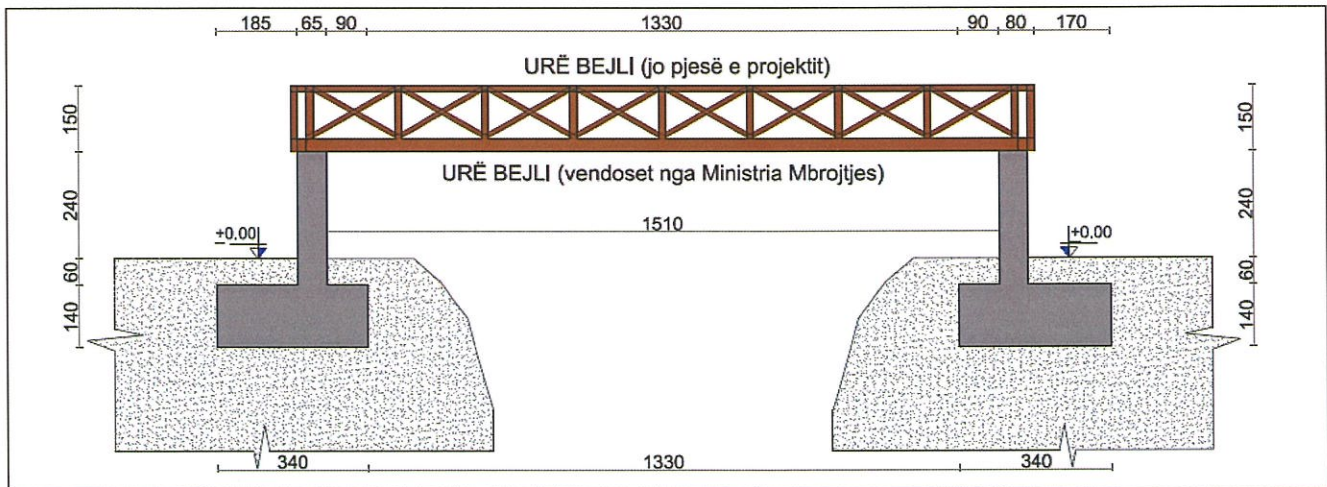 185 65 90 1330 90 80 170
URË BEJLI (jo pjesë e projektit)
150 150
URË BEJLI (vendoset nga Ministria Mbrojtjes)
240 240
1510
+0,00 +0,00
60 60
140 140
340 1330 340